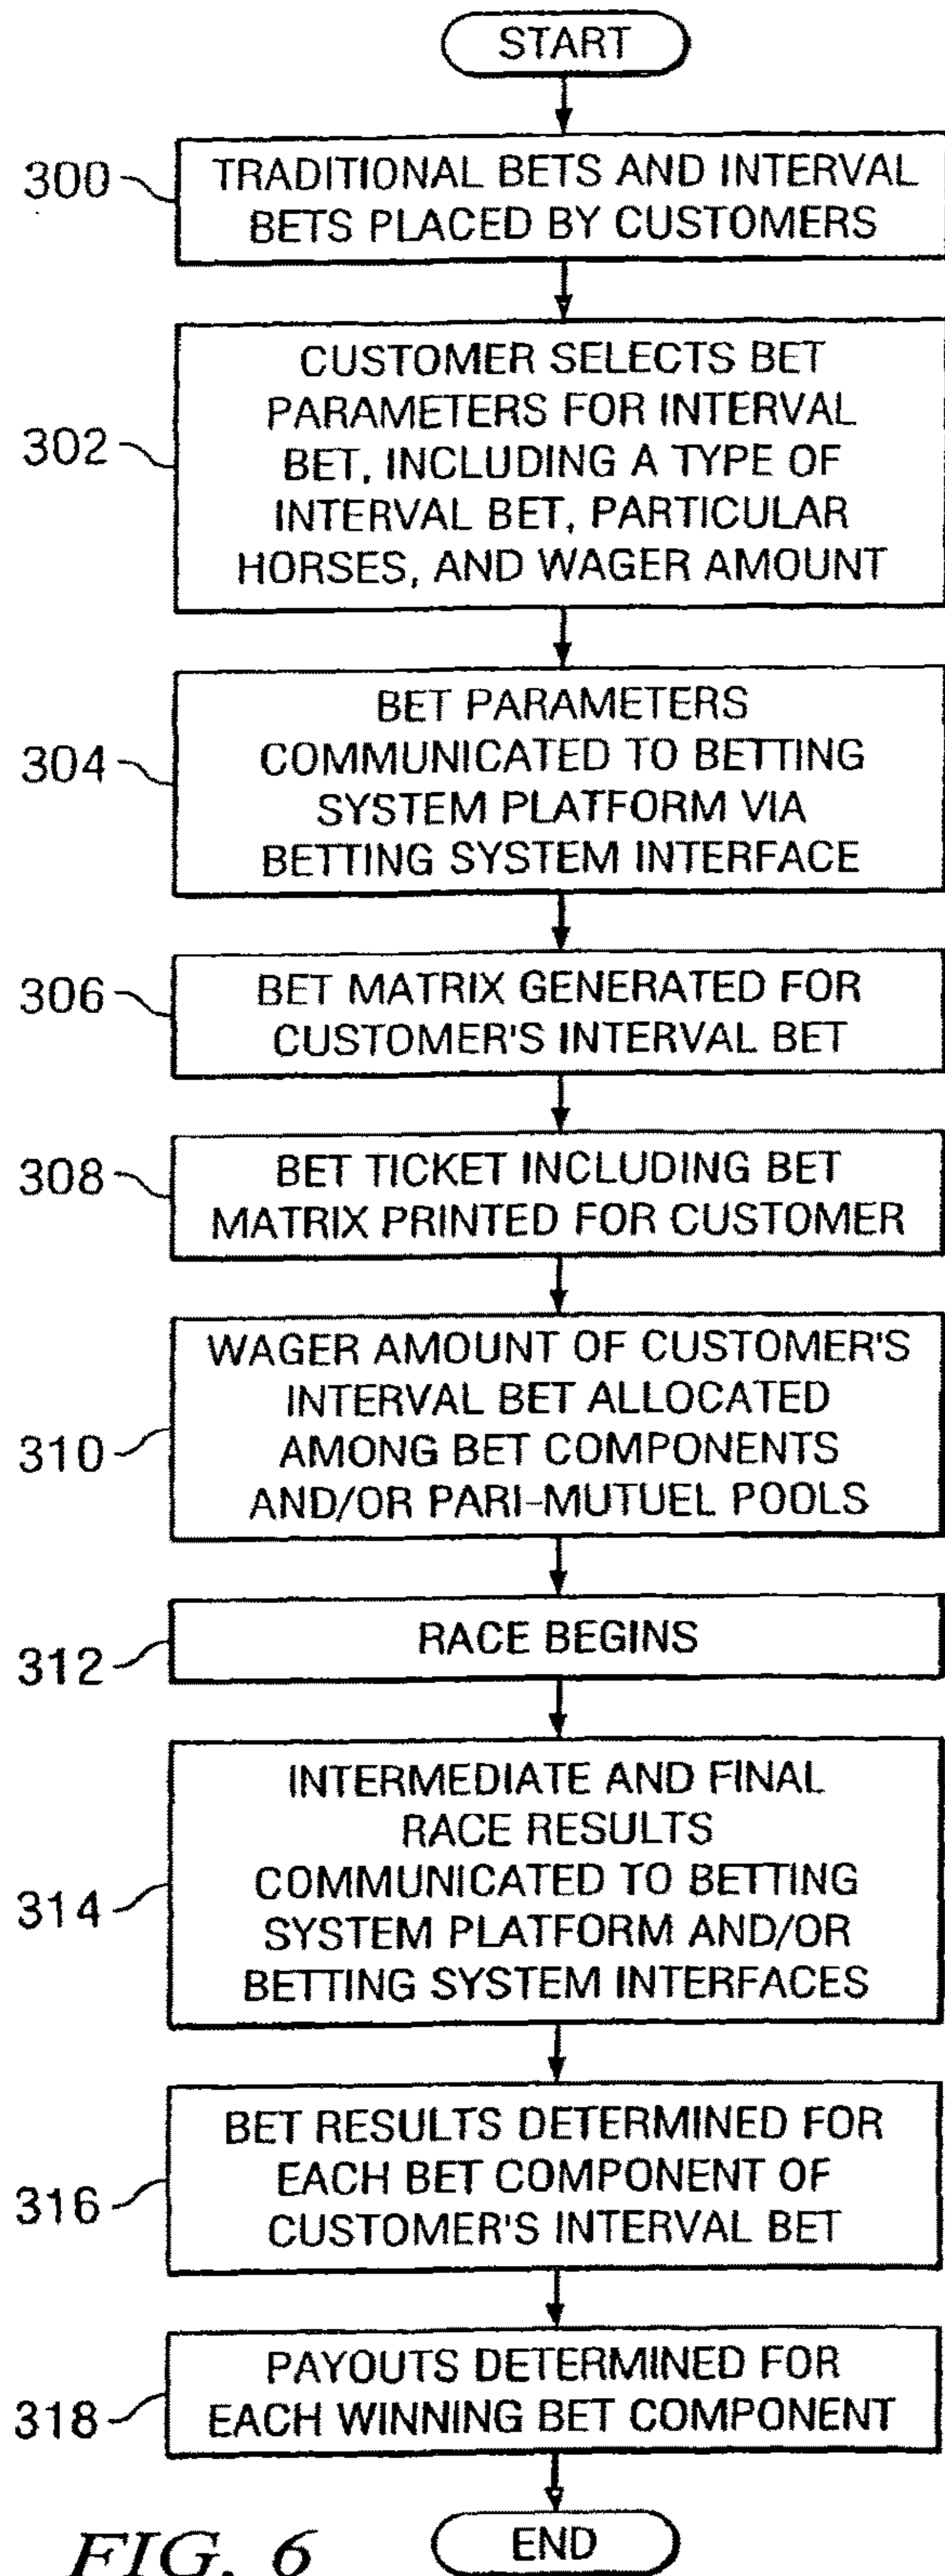 START
300
TRADITIONAL BETS AND INTERVAL
BETS PLACED BY CUSTOMERS
302
CUSTOMER SELECTS BET
PARAMETERS FOR INTERVAL
BET, INCLUDING A TYPE OF
INTERVAL BET, PARTICULAR
HORSES, AND WAGER AMOUNT
304
BET PARAMETERS
COMMUNICATED TO BETTING
SYSTEM PLATFORM VIA
BETTING SYSTEM INTERFACE
306
BET MATRIX GENERATED FOR
CUSTOMER'S INTERVAL BET
308
BET TICKET INCLUDING BET
MATRIX PRINTED FOR CUSTOMER
310
WAGER AMOUNT OF CUSTOMER'S
INTERVAL BET ALLOCATED
AMONG BET COMPONENTS
AND/OR PARI-MUTUEL POOLS
312
RACE BEGINS
314
INTERMEDIATE AND FINAL
RACE RESULTS
COMMUNICATED TO BETTING
SYSTEM PLATFORM AND/OR
BETTING SYSTEM INTERFACES
316
BET RESULTS DETERMINED FOR
EACH BET COMPONENT OF
CUSTOMER'S INTERVAL BET
318
PAYOUTS DETERMINED FOR
EACH WINNING BET COMPONENT
END
FIG. 6